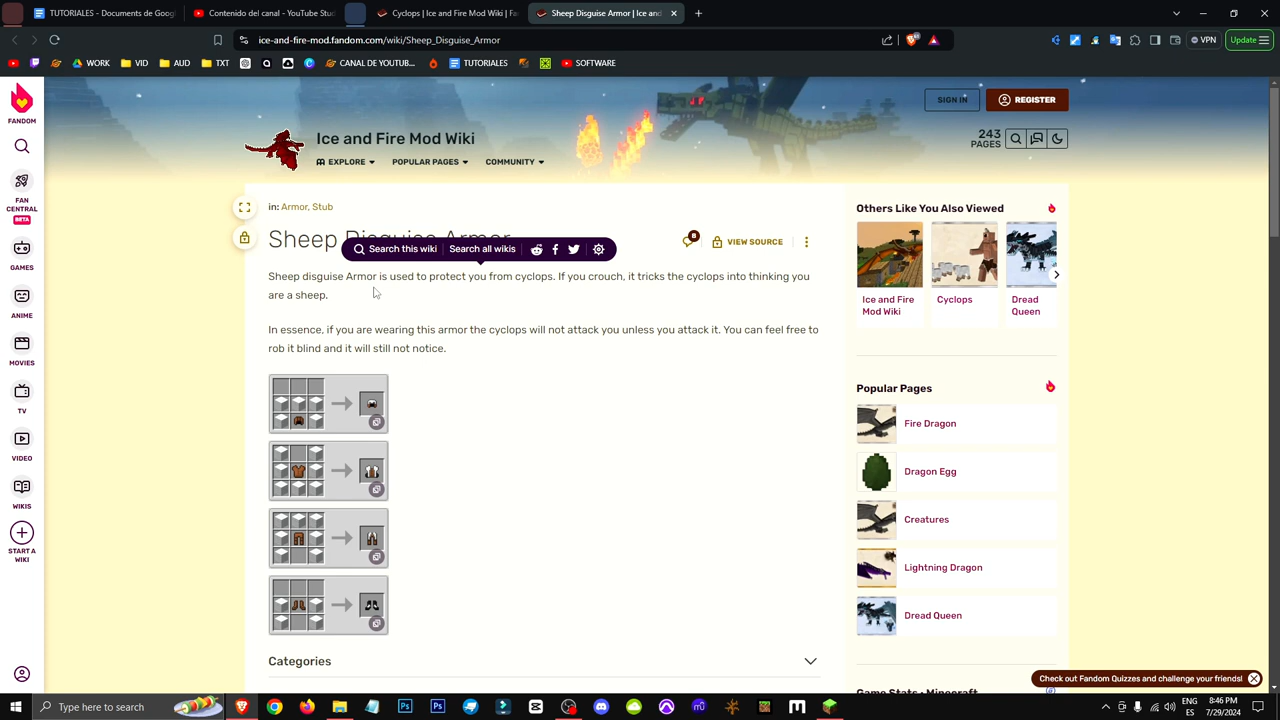 TUTORIALES - Documentos de Goo
Contenido del canal - YouTube Stud
Cyclops | Ice and Fire Mod Wiki | Fa
Sheep Disguise Armor | Ice and
ice-and-fire-mod.fandom.com/wiki/Sheep_Disguise_Armor
VPN
Update
WORK
VID
AUD
TXT
CANAL DE YOUTUB...
TUTORIALES
SOFTWARE
FANDOM
FAN CENTRAL
BETA
GAMES
ANIME
MOVIES
TV
VIDEO
WIKIS
START A WIKI
SIGN IN
REGISTER
Ice and Fire Mod Wiki
243
PAGES
EXPLORE
POPULAR PAGES
COMMUNITY
in: Armor, Stub
Sheep Disguise Armor
Search this wiki
Search all wikis
8
VIEW SOURCE
Sheep disguise Armor is used to protect you from cyclops. If you crouch, it tricks the cyclops into thinking you
are a sheep.
In essence, if you are wearing this armor the cyclops will not attack you unless you attack it. You can feel free to
rob it blind and it will still not notice.
Categories
Others Like You Also Viewed
Ice and Fire
Mod Wiki
Cyclops
Dread
Queen
Popular Pages
Fire Dragon
Dragon Egg
Creatures
Lightning Dragon
Dread Queen
Game Stats - Minecraft
Check out Fandom Quizzes and challenge your friends!
Type here to search
ENG
ES
8:46 PM
7/29/2024